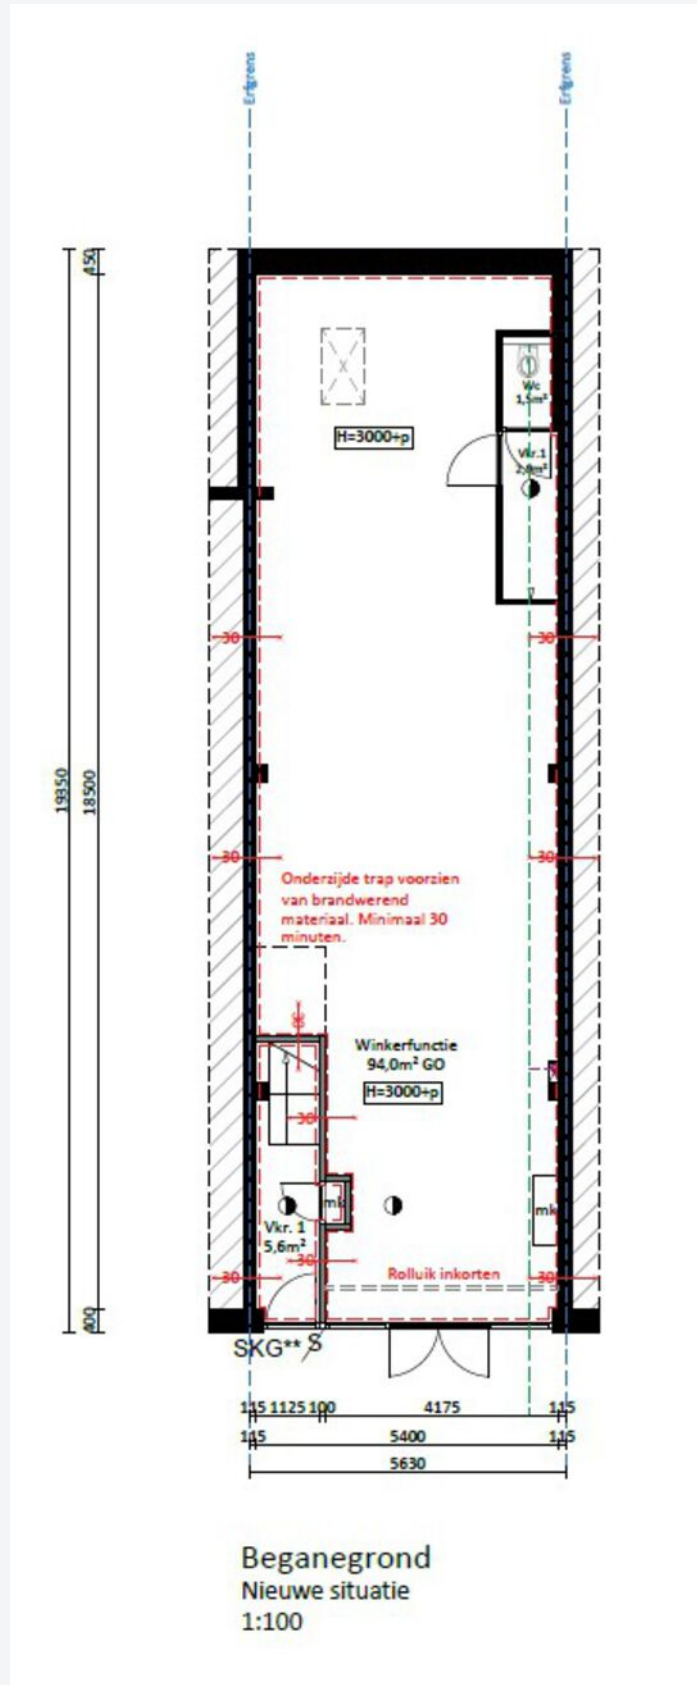 Erfgrens
Erfgrens
450
Wc
1,5m²
H=3000+p
Vkr.1
2,8m²
30
30
19350
18500
30
30
Onderzijde trap voorzien
van brandwerend
materiaal. Minimaal 30
minuten.
30
Winkerfunctie
94,0m² GO
H=3000+p
30
mk
mk
Vkr. 1
5,6m²
30
30
Rolluik inkorten
30
400
SKG** S
115 1125 100 4175 115
115 5400 115
5630
Beganegrond
Nieuwe situatie
1:100